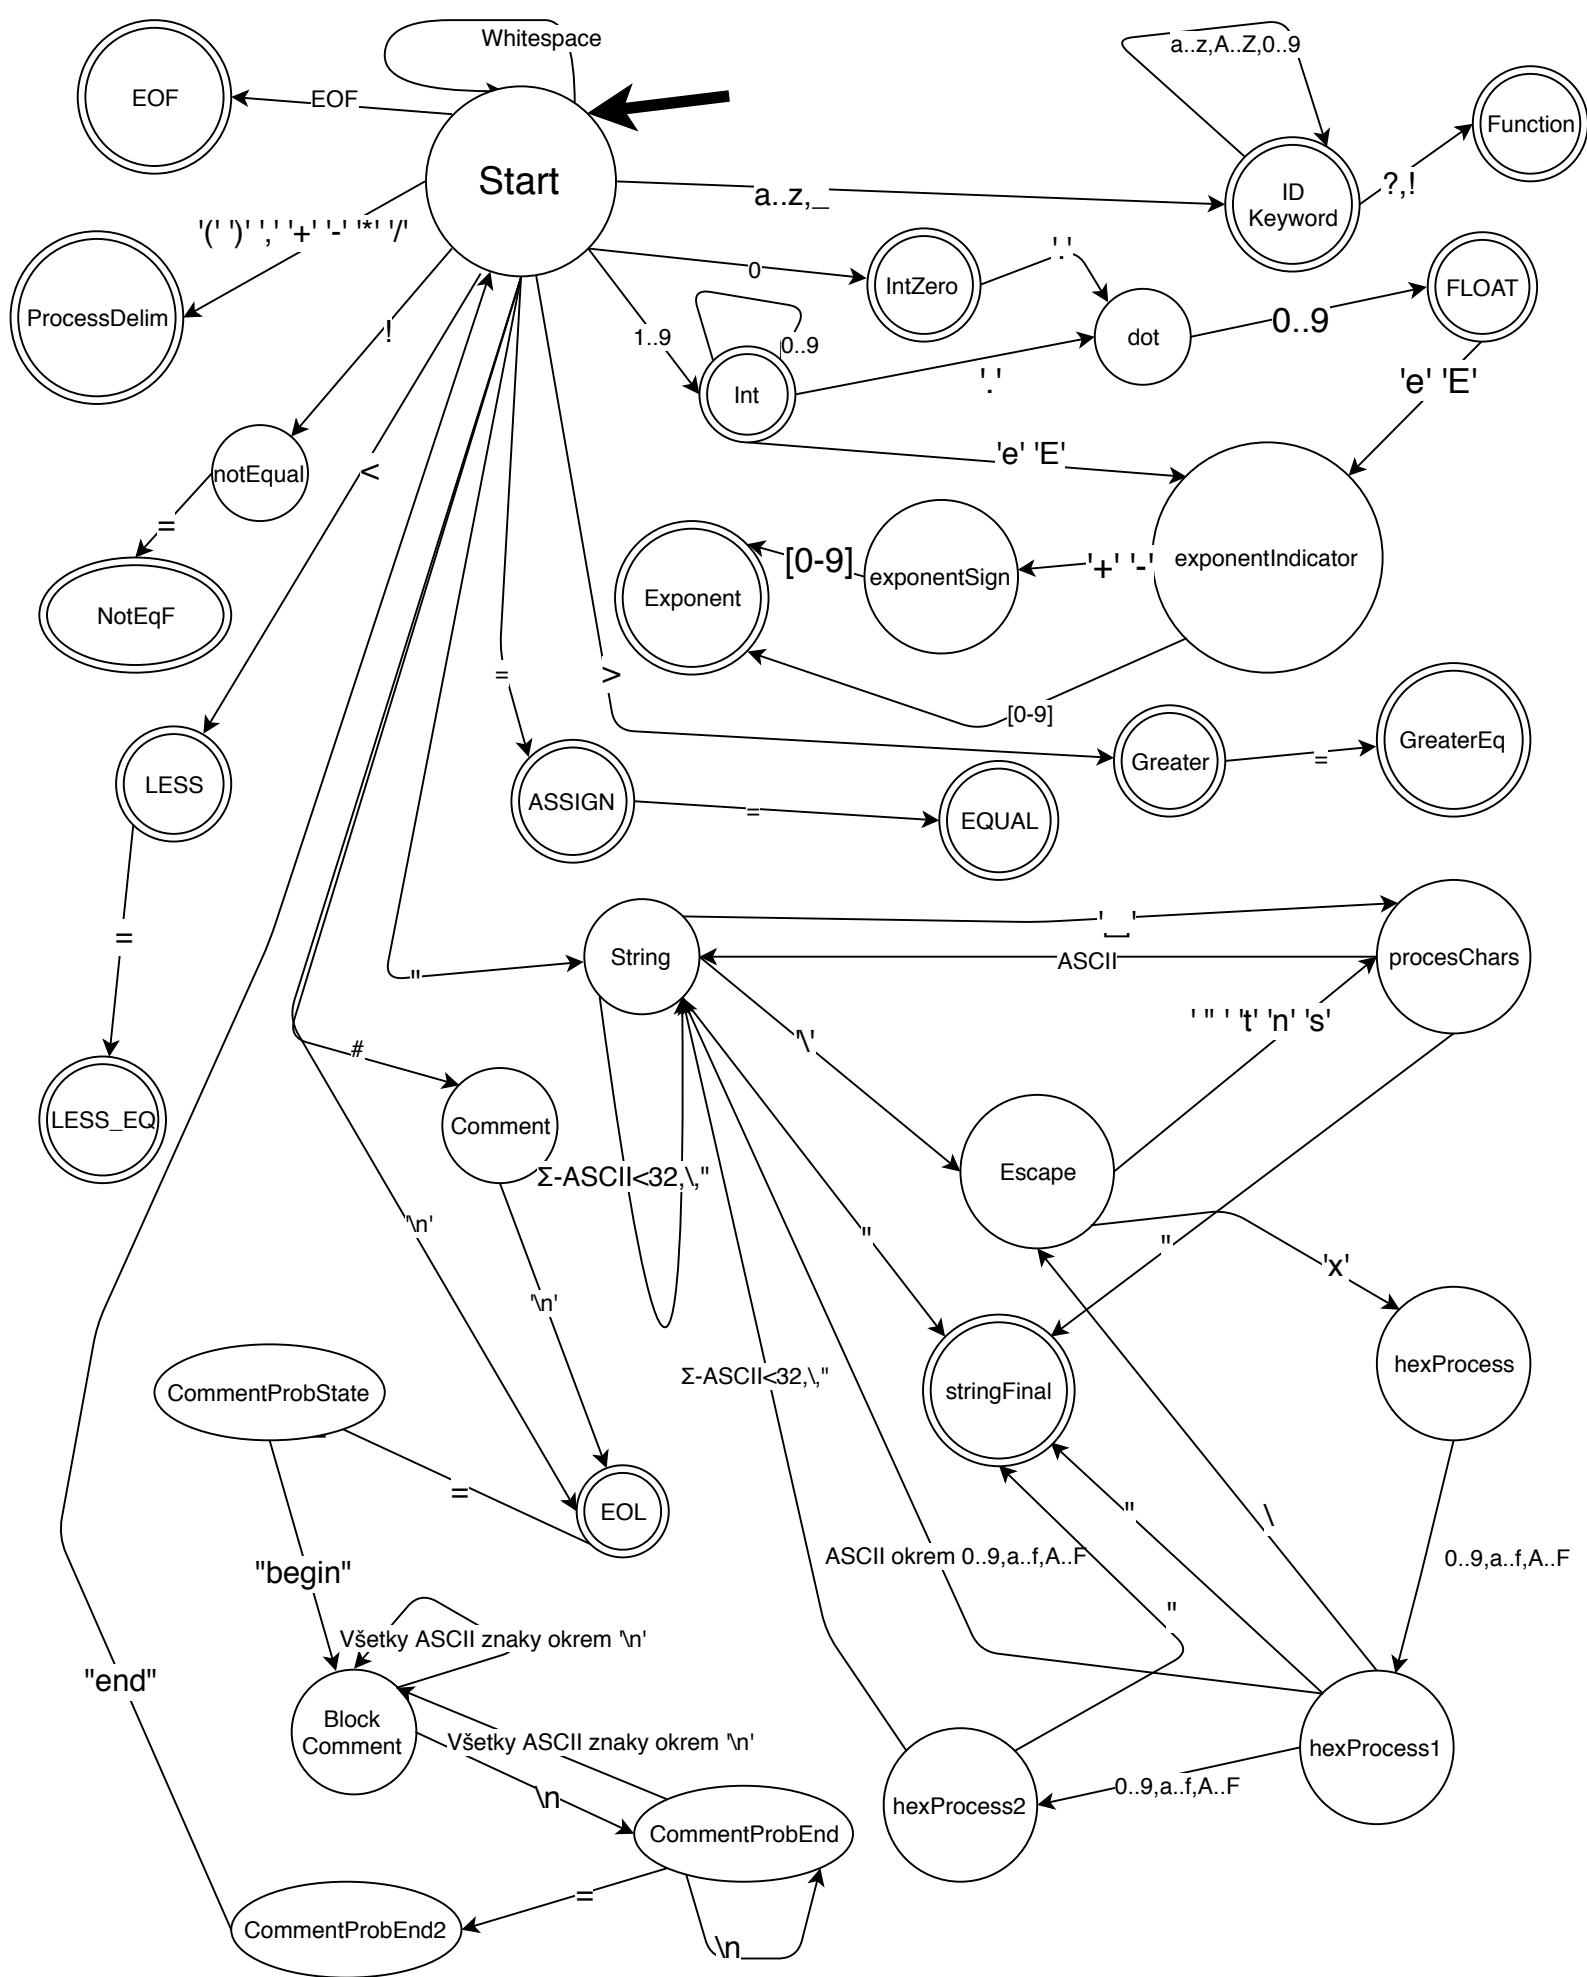 Whitespace
a..z,A..Z,0..9
EOF
EOF
Function
Start
a..z,_
?,!
ID
Keyword
'(' ')' ',' '+' '-' '*' '/'
'.'
0
IntZero
FLOAT
ProcessDelim
!
1..9
0..9
dot
0..9
'.'
'e' 'E'
Int
'e' 'E'
notEqual
<
=
[0-9]
exponentSign
'+' '-'
exponentIndicator
Exponent
NotEqF
=
>
[0-9]
GreaterEq
LESS
Greater
=
ASSIGN
=
EQUAL
=
'⎵'
String
ASCII
procesChars
"
' " ' 't' 'n' 's'
#
'\'
LESS_EQ
Comment
Σ-ASCII<32,\,"
Escape
'\n'
"
"
'x'
'\n'
hexProcess
Σ-ASCII<32,\,"
CommentProbState
stringFinal
=
EOL
"
\
"begin"
ASCII okrem 0..9,a..f,A..F
0..9,a..f,A..F
"
Všetky ASCII znaky okrem '\n'
"end"
Block
Comment
Všetky ASCII znaky okrem '\n'
hexProcess1
\n
0..9,a..f,A..F
hexProcess2
CommentProbEnd
=
CommentProbEnd2
\n